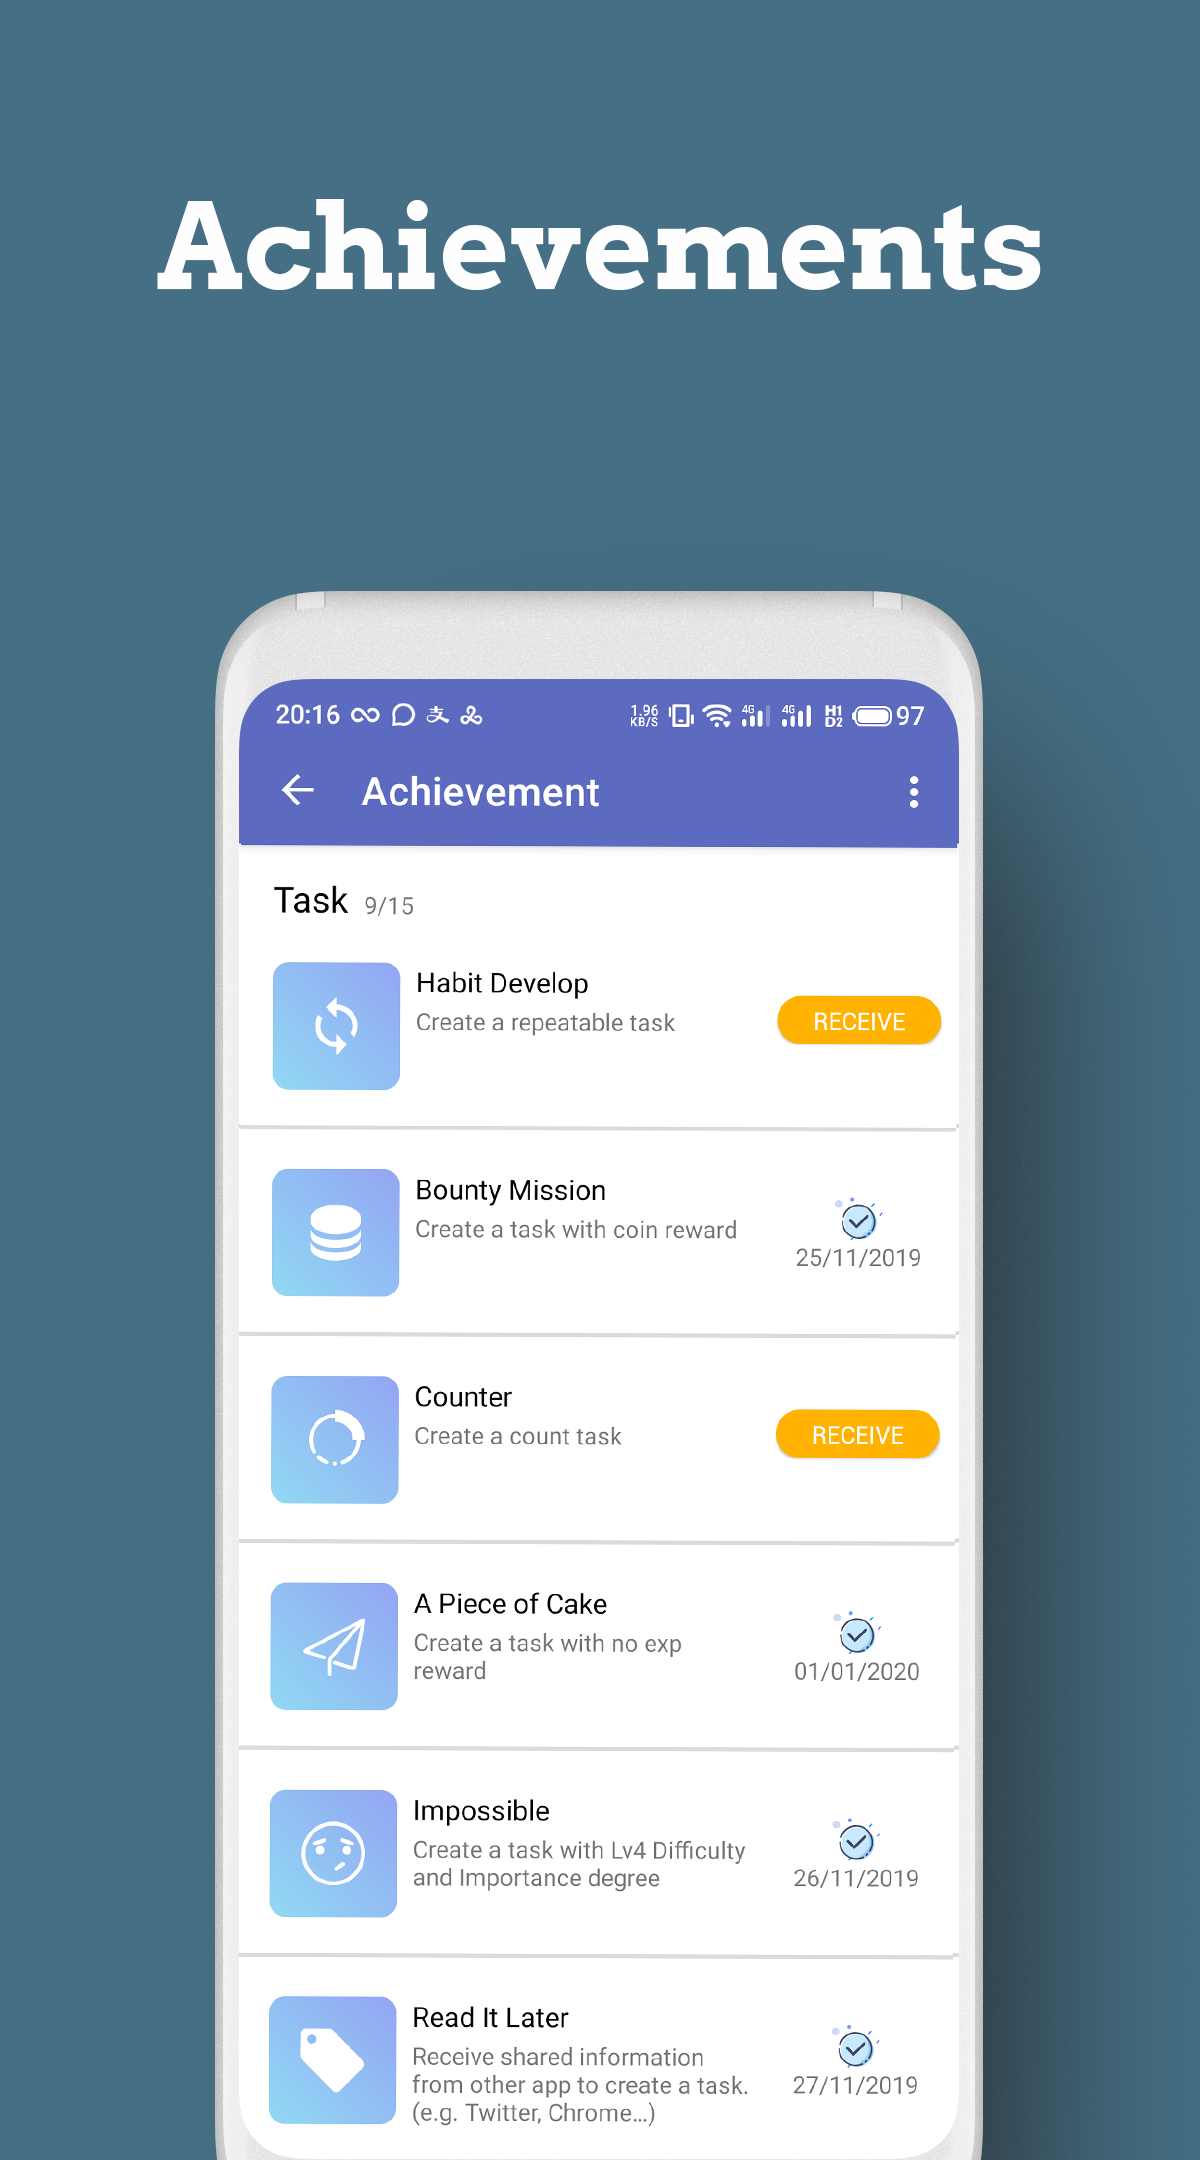 Achievements
20:16 支 1.96 KB/S 4G 4G H1 D2 97
Achievement
Task 9/15
Habit Develop
Create a repeatable task
RECEIVE
Bounty Mission
Create a task with coin reward
25/11/2019
Counter
Create a count task
RECEIVE
A Piece of Cake
Create a task with no exp
reward
01/01/2020
Impossible
Create a task with Lv4 Difficulty
and Importance degree
26/11/2019
Read It Later
Receive shared information
from other app to create a task.
(e.g. Twitter, Chrome...)
27/11/2019